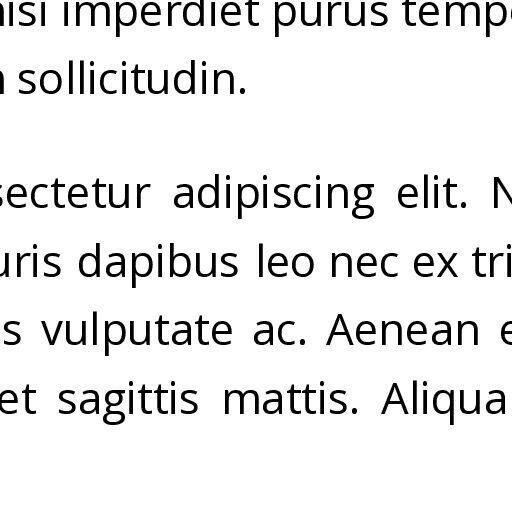 nisi imperdiet purus temp
sollicitudin.
sectetur adipiscing elit. N
uris dapibus leo nec ex tri
s vulputate ac. Aenean e
et sagittis mattis. Aliqua